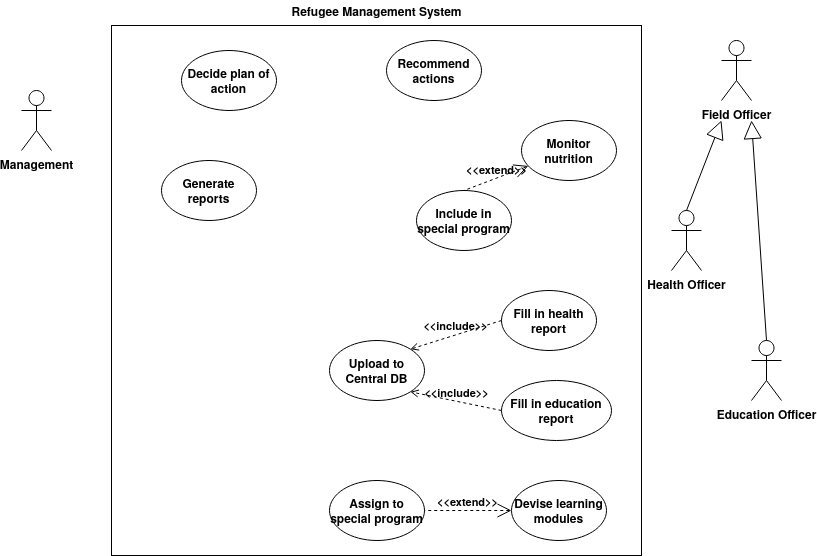 Refugee Management System
Decide plan of
action
Recommend
actions
Field Officer
Management
Monitor
nutrition
<<extend>>
Generate
reports
Include in
special program
Health Officer
Fill in health
report
<<include>>
Upload to
Central DB
<<include>>
Fill in education
report
Education Officer
Assign to
special program
<<extend>>
Devise learning
modules